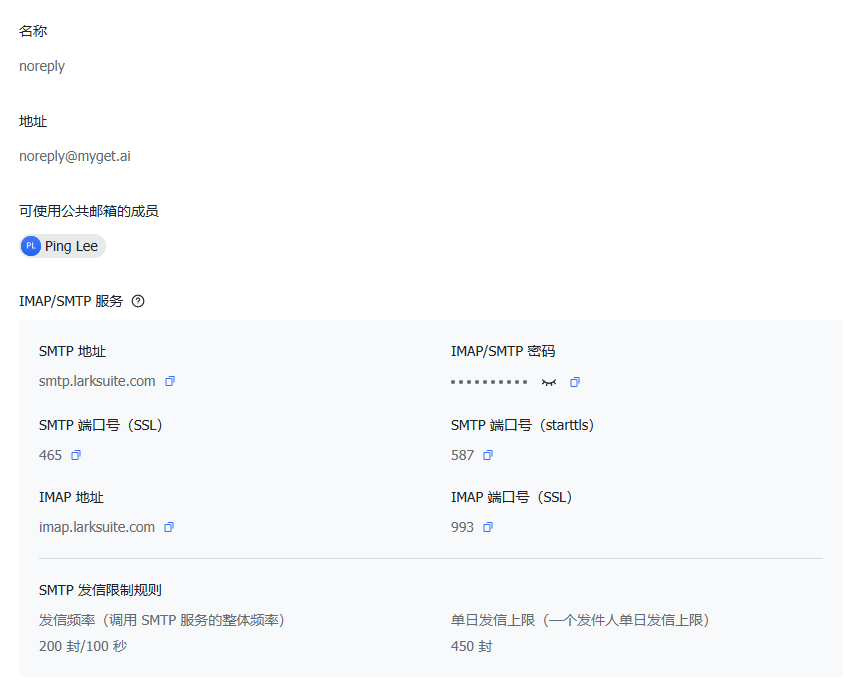 名称
noreply
地址
noreply@myget.ai
可使用公共邮箱的成员
PL Ping Lee
IMAP/SMTP 服务 ?
SMTP 地址
smtp.larksuite.com
IMAP/SMTP 密码
••••••••••
SMTP 端口号（SSL）
465
SMTP 端口号（starttls）
587
IMAP 地址
imap.larksuite.com
IMAP 端口号（SSL）
993
SMTP 发信限制规则
发信频率（调用 SMTP 服务的整体频率）
200 封/100 秒
单日发信上限（一个发件人单日发信上限）
450 封